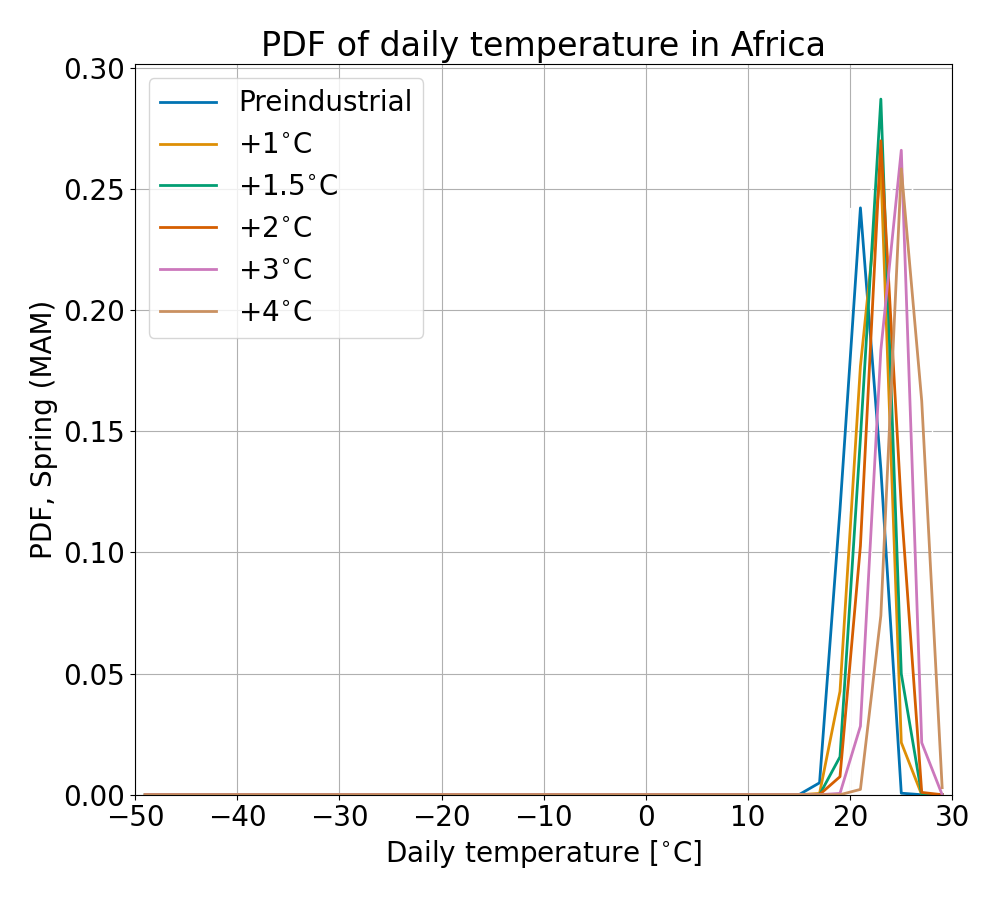 PDF of daily temperature in Africa
0.30
0.25
0.20
0.15
0.10
0.05
0.00
PDF, Spring (MAM)
Preindustrial
+1°C
+1.5°C
+2°C
+3°C
+4°C
−50 −40 −30 −20 −10 0 10 20 30
Daily temperature [°C]